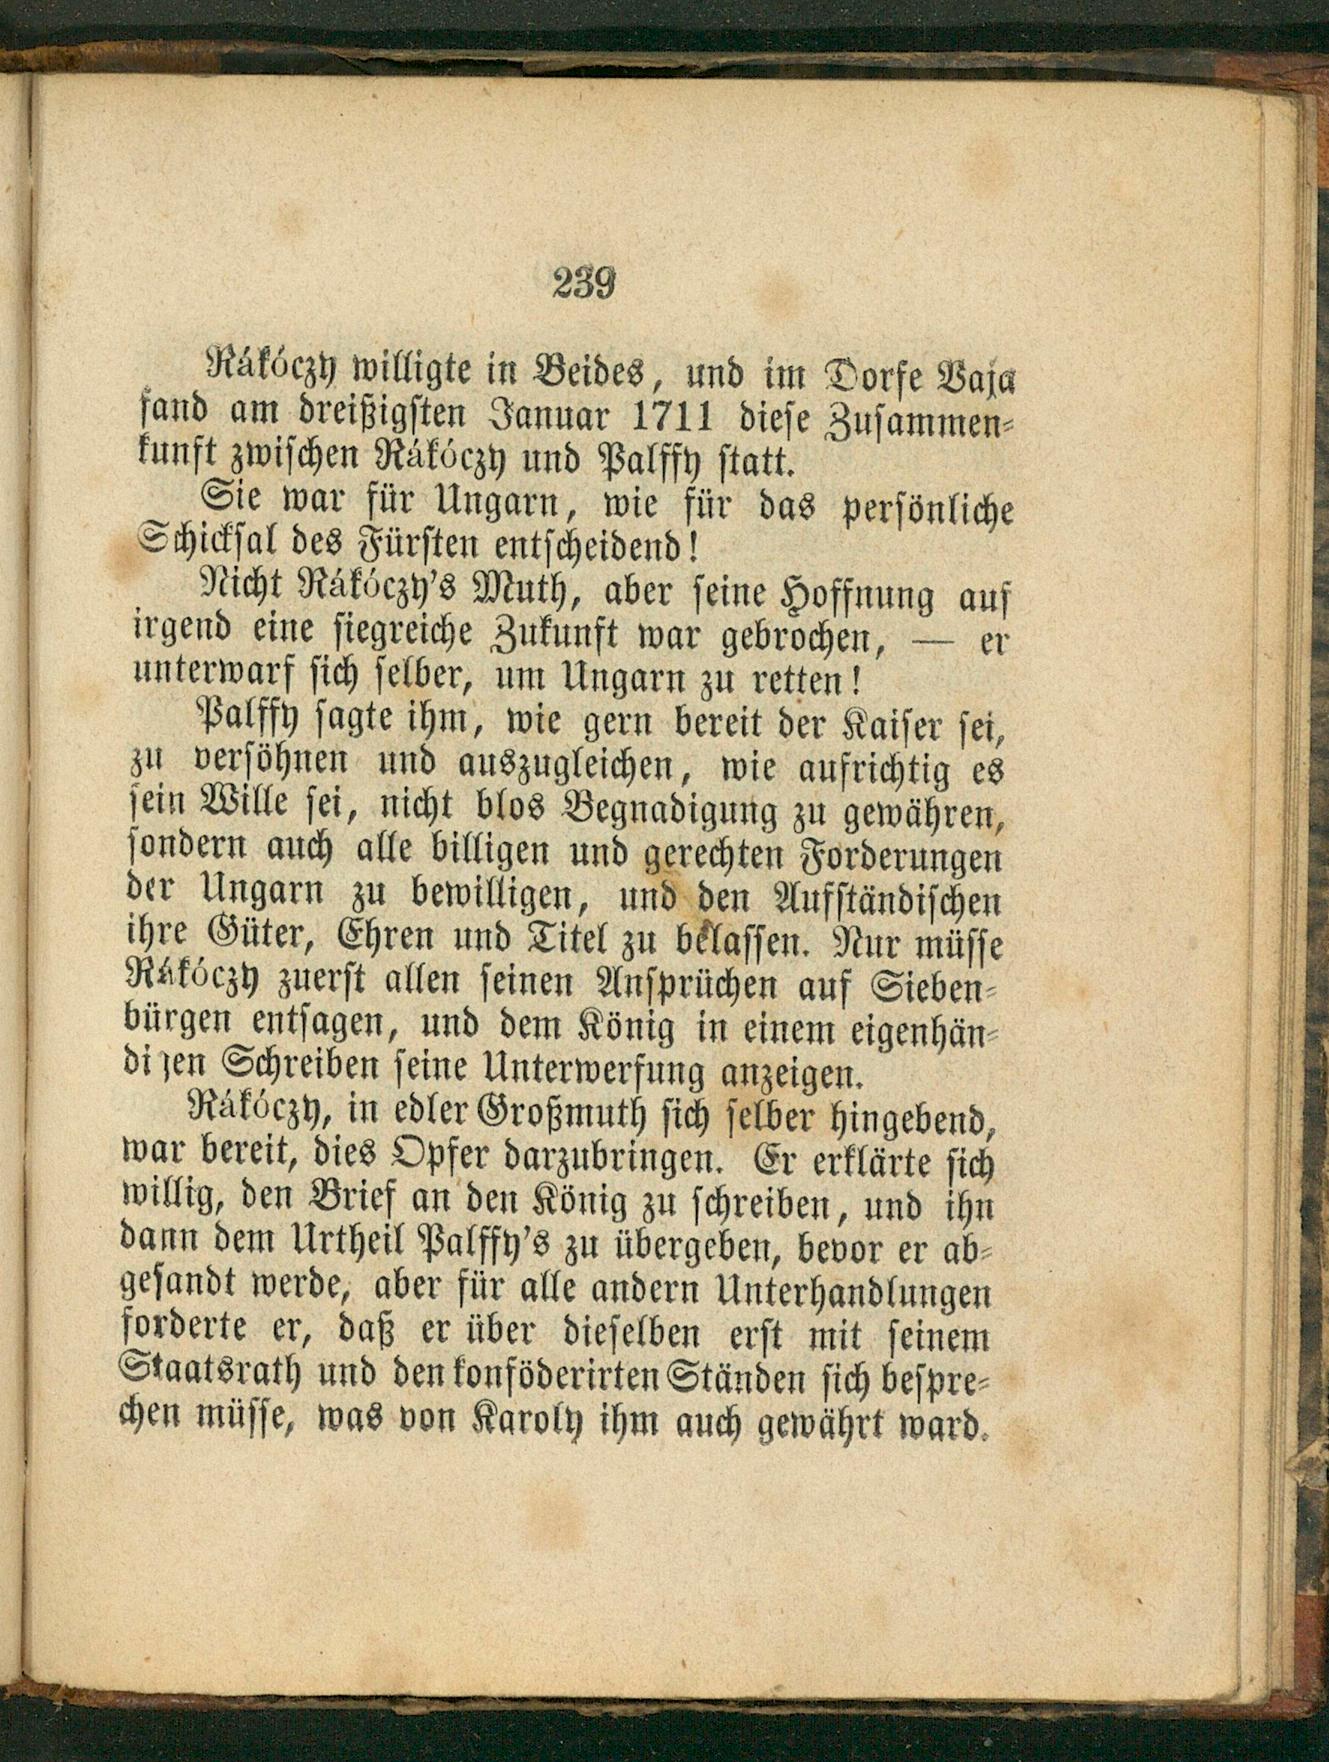 239
Rákóczy willigte in Beides, und im Dorfe Vaja
fand am dreißigsten Januar 1711 diese Zusammen-
kunft zwischen Rákóczy und Palffy statt.
Sie war für Ungarn, wie für das persönliche
Schicksal des Fürsten entscheidend!
Nicht Rákóczy's Muth, aber seine Hoffnung auf
irgend eine siegreiche Zukunft war gebrochen, — er
unterwarf sich selber, um Ungarn zu retten!
Palffy sagte ihm, wie gern bereit der Kaiser sei,
zu versöhnen und auszugleichen, wie aufrichtig es
sein Wille sei, nicht blos Begnadigung zu gewähren,
sondern auch alle billigen und gerechten Forderungen
der Ungarn zu bewilligen, und den Aufständischen
ihre Güter, Ehren und Titel zu belassen. Nur müsse
Rákóczy zuerst allen seinen Ansprüchen auf Sieben-
bürgen entsagen, und dem König in einem eigenhän-
digen Schreiben seine Unterwerfung anzeigen.
Rákóczy, in edler Großmuth sich selber hingebend,
war bereit, dies Opfer darzubringen. Er erklärte sich
willig, den Brief an den König zu schreiben, und ihn
dann dem Urtheil Palffy's zu übergeben, bevor er ab-
gesandt werde, aber für alle andern Unterhandlungen
forderte er, daß er über dieselben erst mit seinem
Staatsrath und den konföderirten Ständen sich bespre-
chen müsse, was von Karoly ihm auch gewährt ward.